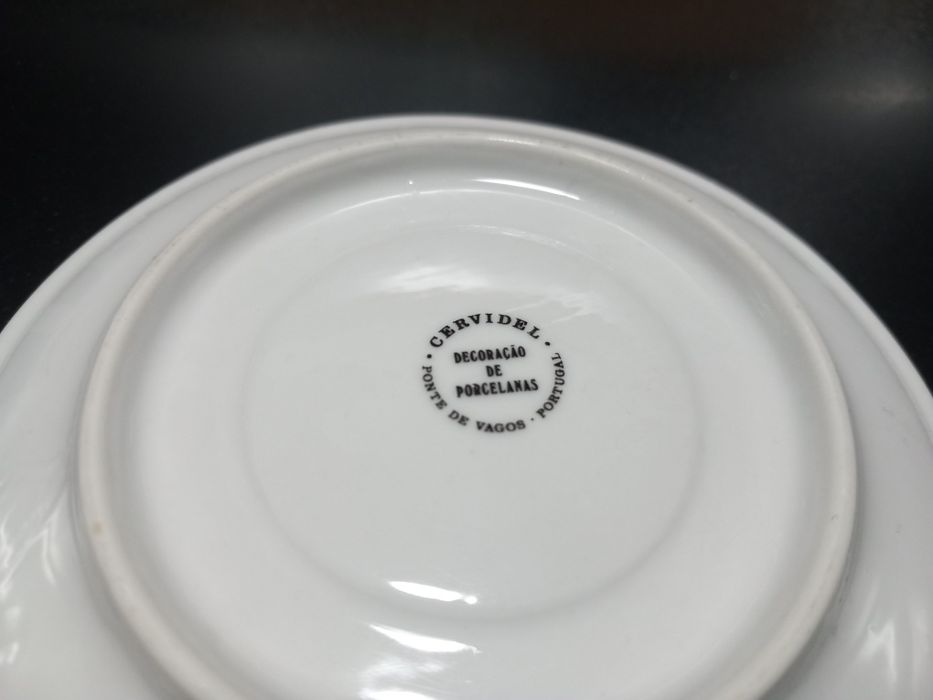 · CERVIDEL ·
DECORAÇÃO
DE
PORCELANAS
PONTE DE VAGOS · PORTUGAL